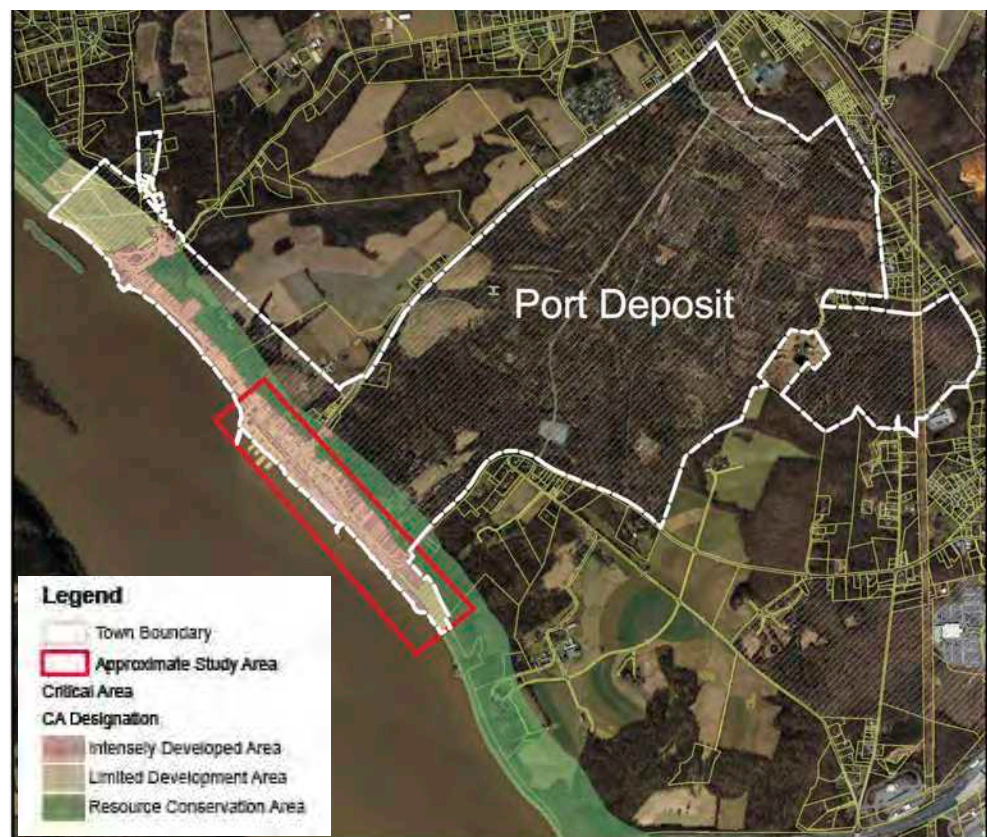 Port Deposit
Legend
Town Boundary
Approximate Study Area
Critical Area
CA Designation
Intensely Developed Area
Limited Development Area
Resource Conservation Area